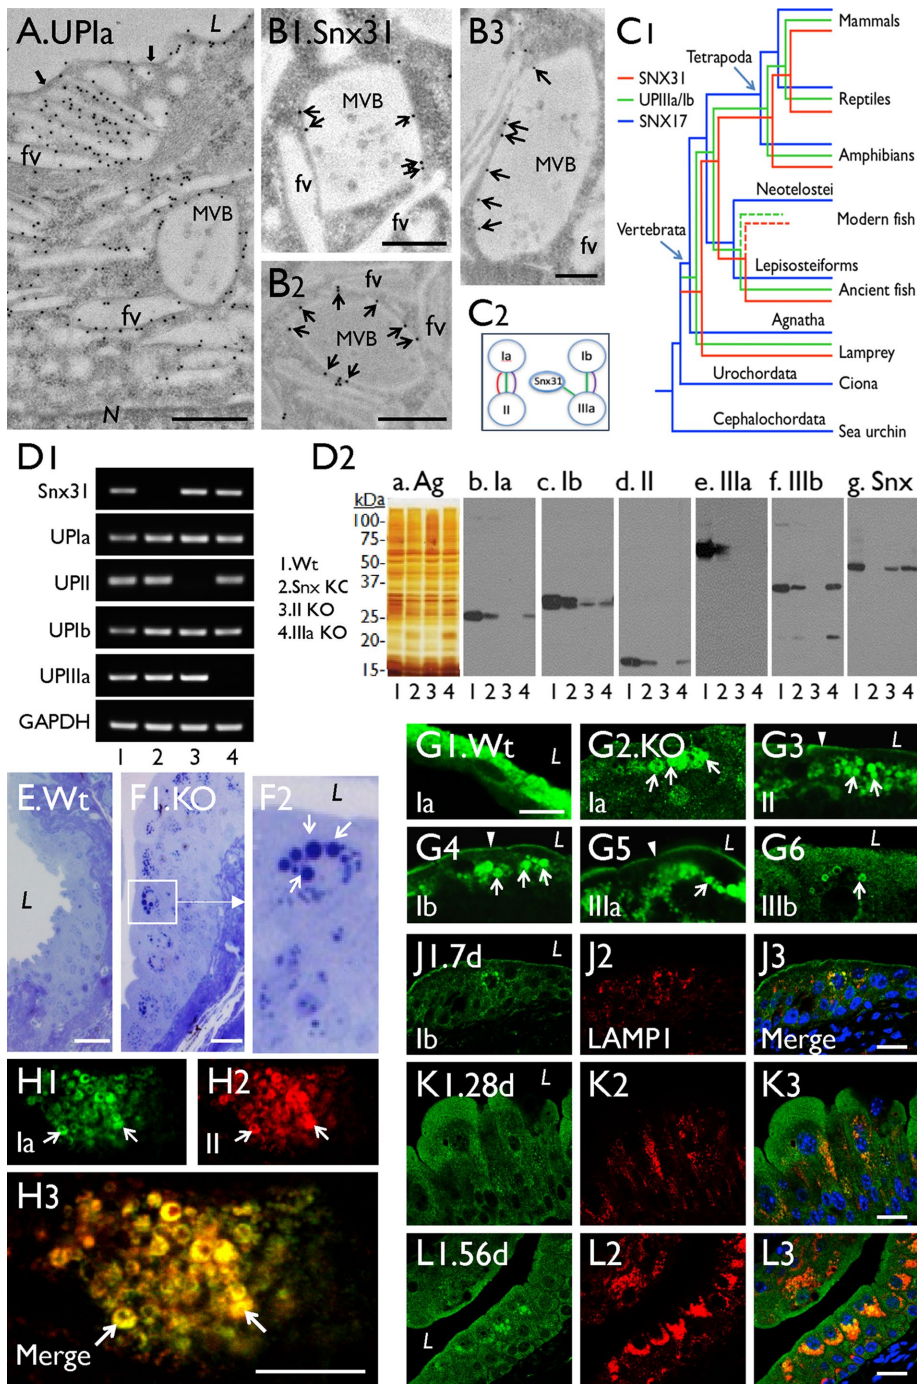 A.UPIa
L
fv
MVB
fv
N
B1.Snx31
MVB
fv
fv
B2
fv
MVB
fv
B3
MVB
fv
C1
SNX31
UPIIIa/Ib
SNX17
Tetrapoda
Vertebrata
Mammals
Reptiles
Amphibians
Neotelostei
Modern fish
Lepisosteiforms
Ancient fish
Agnatha
Lamprey
Urochordata
Ciona
Cephalochordata
Sea urchin
C2
Ia
Ib
Snx31
II
IIIa
D1
Snx31
UPIa
UPII
UPIb
UPIIIa
GAPDH
1 2 3 4
D2
a. Ag
b. Ia
c. Ib
d. II
e. IIIa
f. IIIb
g. Snx
kDa
100-
75-
50-
37-
25-
20-
15-
1.Wt
2.Snx KC
3.II KO
4.IIIa KO
1 2 3 4
1 2 3 4
1 2 3 4
1 2 3 4
1 2 3 4
1 2 3 4
1 2 3 4
E.Wt
L
F1.KO
F2
L
G1.Wt
L
Ia
G2.KO
L
Ia
G3
L
II
G4
L
Ib
G5
L
IIIa
G6
L
IIIb
H1
Ia
H2
II
H3
Merge
J1.7d
L
Ib
J2
LAMP1
J3
Merge
K1.28d
L
K2
K3
L1.56d
L
L2
L3